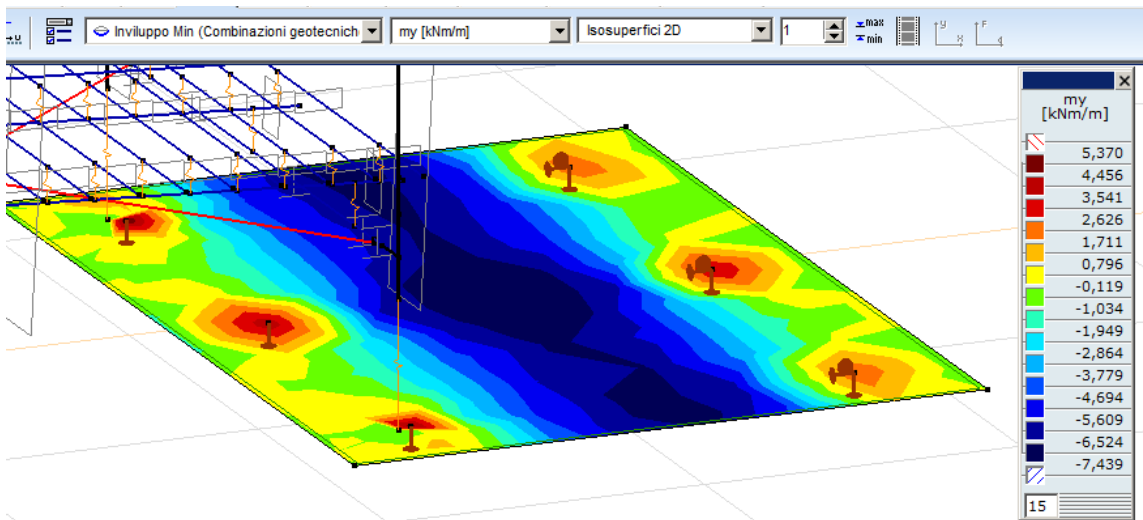 Inviluppo Min (Combinazioni geotecnich
my [kNm/m]
Isosuperfici 2D
1
max
min
y
x
F
my
[kNm/m]
5,370
4,456
3,541
2,626
1,711
0,796
-0,119
-1,034
-1,949
-2,864
-3,779
-4,694
-5,609
-6,524
-7,439
15